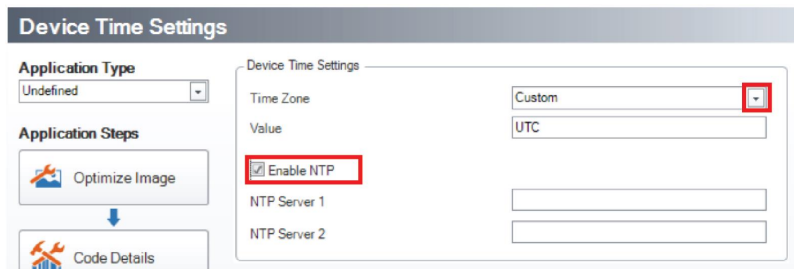 Device Time Settings
Application Type
Undefined
Application Steps
Optimize Image
Code Details
Device Time Settings
Time Zone
Custom
Value
UTC
Enable NTP
NTP Server 1
NTP Server 2